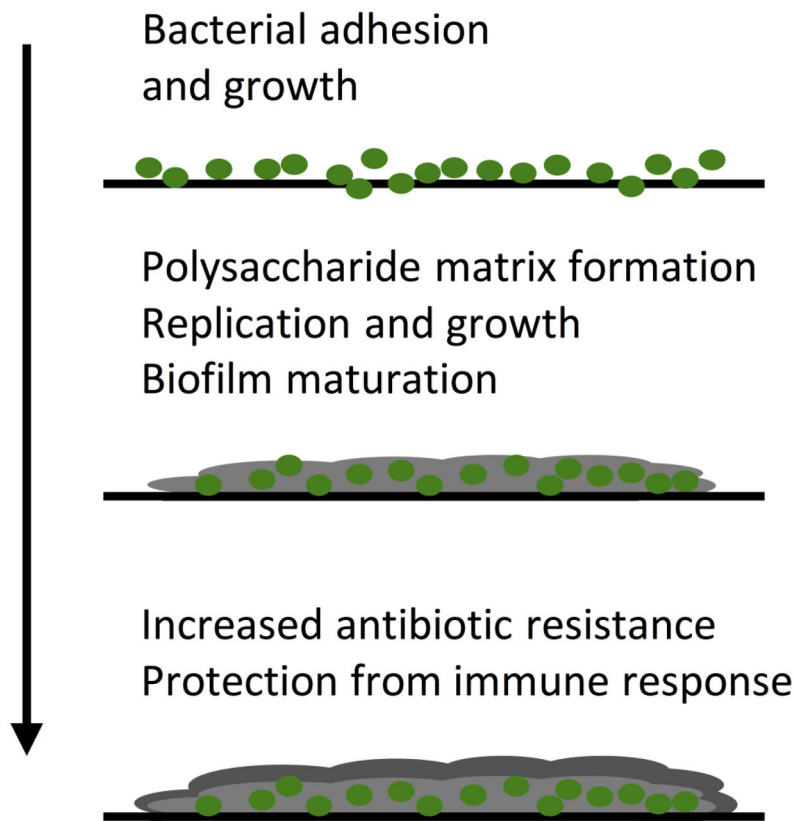 Bacterial adhesion
and growth
Polysaccharide matrix formation
Replication and growth
Biofilm maturation
Increased antibiotic resistance
Protection from immune response